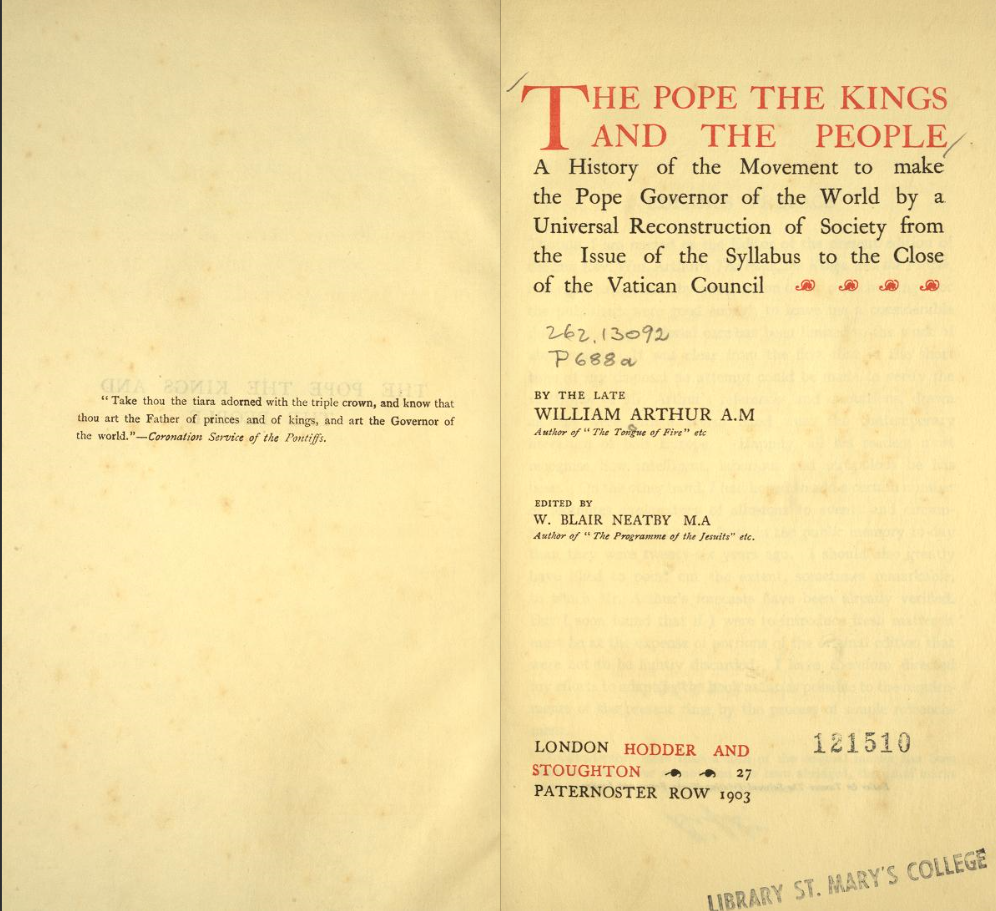 “ Take thou the tiara adorned with the triple crown, and know that
thou art the Father of princes and of kings, and art the Governor of
the world.”—Coronation Service of the Pontiffs.
THE POPE THE KINGS
AND THE PEOPLE
A History of the Movement to make
the Pope Governor of the World by a
Universal Reconstruction of Society from
the Issue of the Syllabus to the Close
of the Vatican Council
262.13092
P688a
BY THE LATE
WILLIAM ARTHUR A.M
Author of “ The Tongue of Fire” etc
EDITED BY
W. BLAIR NEATBY M.A
Author of “ The Programme of the Jesuits” etc.
LONDON HODDER AND
STOUGHTON 27
PATERNOSTER ROW 1903
121510
LIBRARY ST. MARY'S COLLEGE